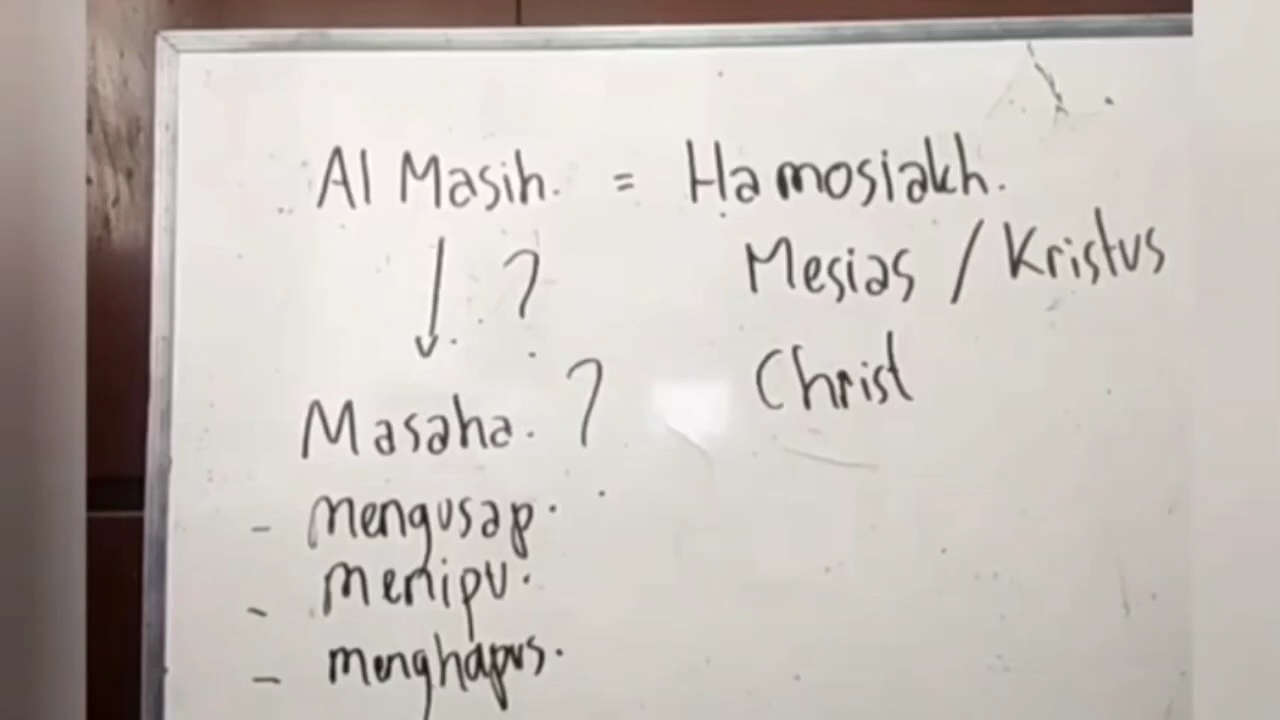 Al Masih. = Hamosiakh.
↓ ? Mesias / Kristus
Christ
Masaha. ?
- mengusap.
- menipu.
- menghapus.